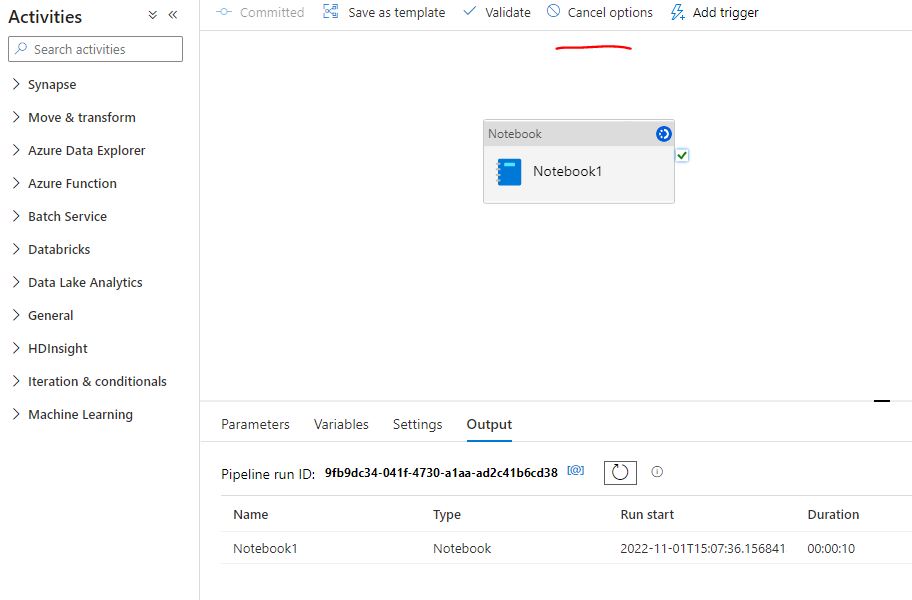 Activities
Search activities
Synapse
Move & transform
Azure Data Explorer
Azure Function
Batch Service
Databricks
Data Lake Analytics
General
HDInsight
Iteration & conditionals
Machine Learning
Committed Save as template Validate Cancel options Add trigger
Notebook
Notebook1
Parameters Variables Settings Output
Pipeline run ID: 9fb9dc34-041f-4730-a1aa-ad2c41b6cd38 [@]
Name Type Run start Duration
Notebook1 Notebook 2022-11-01T15:07:36.156841 00:00:10